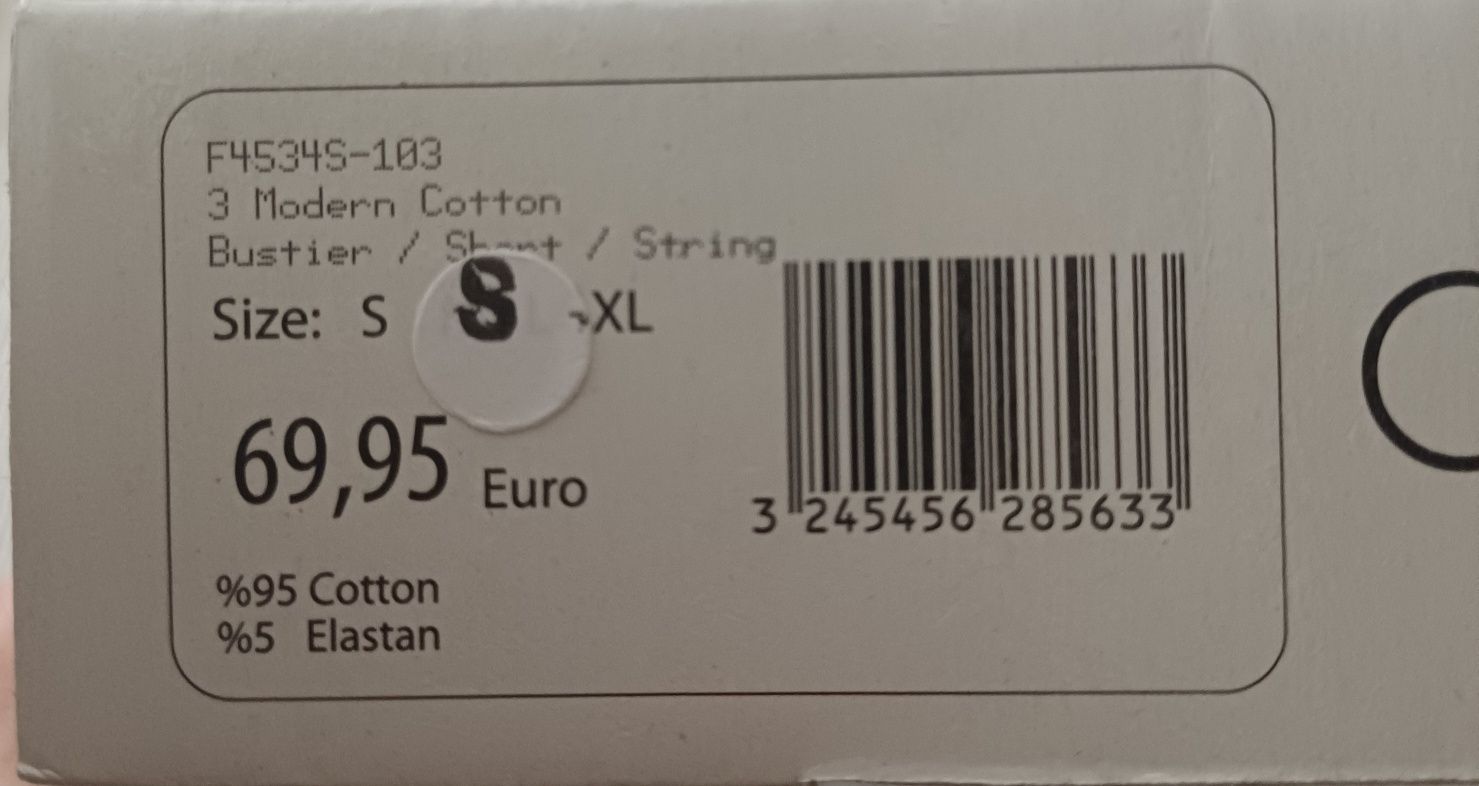 F4534S-103
3 Modern Cotton
Bustier / Short / String
Size: S S -XL
69,95 Euro
3 245456 285633
%95 Cotton
%5 Elastan